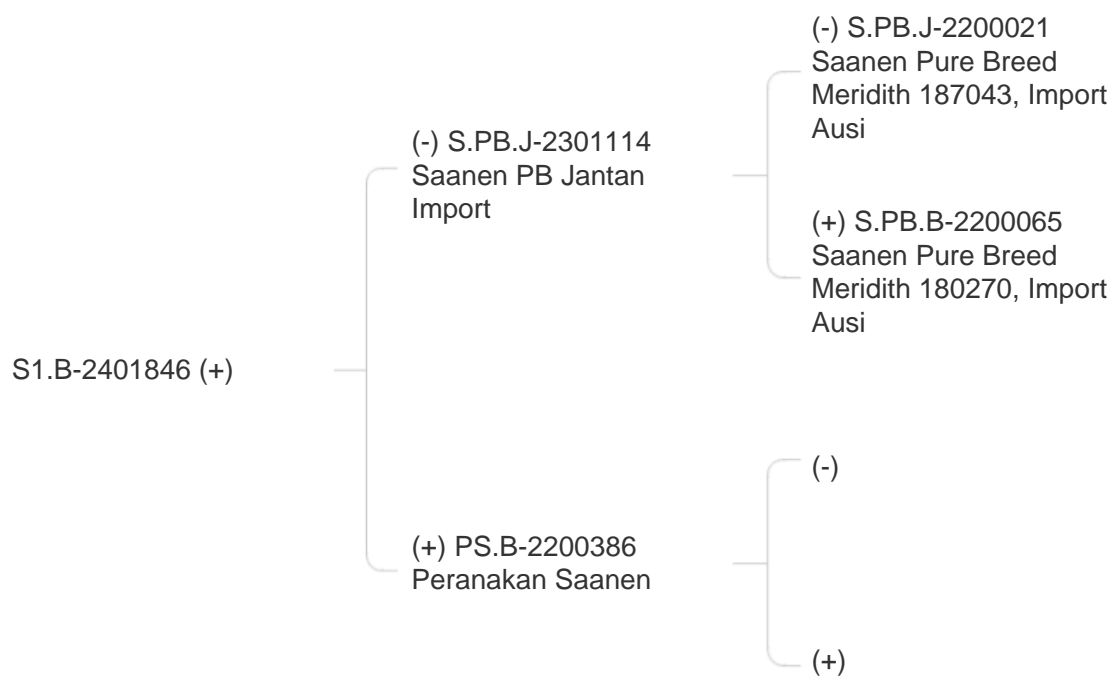 (-) S.PB.J-2200021
Saanen Pure Breed
Meridith 187043, Import
Ausi
(-) S.PB.J-2301114
Saanen PB Jantan
Import
(+) S.PB.B-2200065
Saanen Pure Breed
Meridith 180270, Import
Ausi
S1.B-2401846 (+)
(-)
(+) PS.B-2200386
Peranakan Saanen
(+)